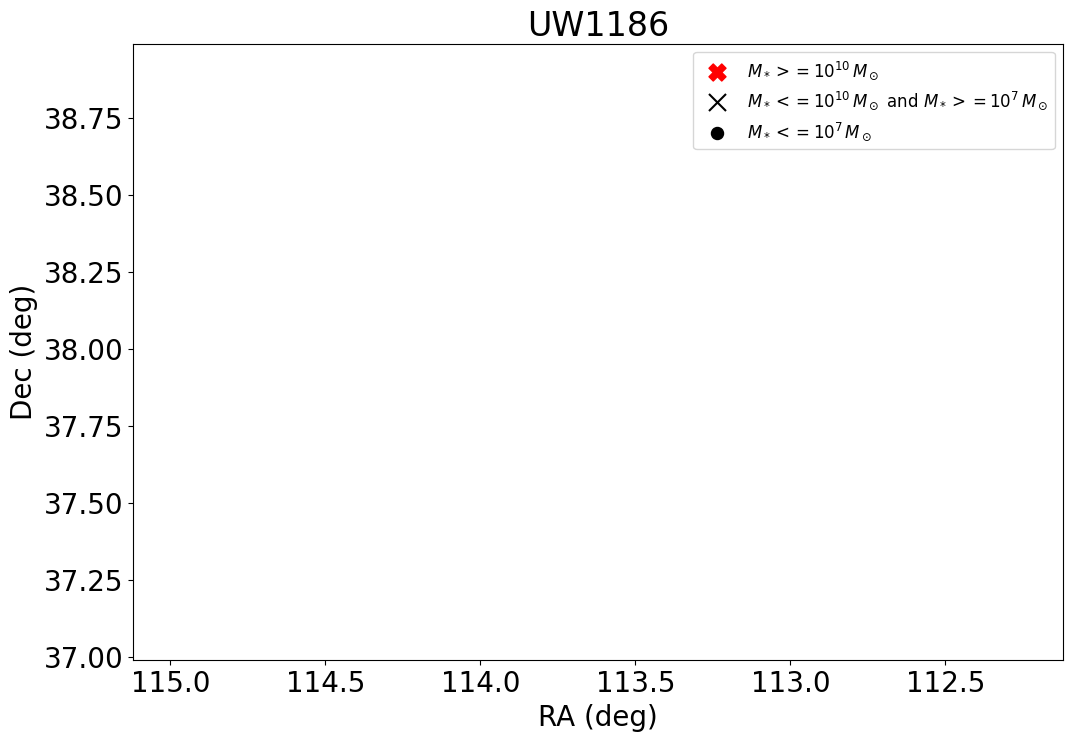 UW1186
M* >= 10^10 M⊙
M* <= 10^10 M⊙ and M* >= 10^7 M⊙
M* <= 10^7 M⊙
38.75
38.50
38.25
38.00
37.75
37.50
37.25
37.00
Dec (deg)
115.0 114.5 114.0 113.5 113.0 112.5
RA (deg)